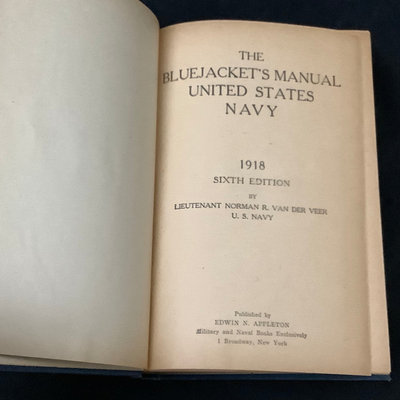 THE
BLUEJACKET'S MANUAL
UNITED STATES
NAVY
1918
SIXTH EDITION
BY
LIEUTENANT NORMAN R. VAN DER VEER
U. S. NAVY
Published by
EDWIN N. APPLETON
Military and Naval Books Exclusively
1 Broadway, New York